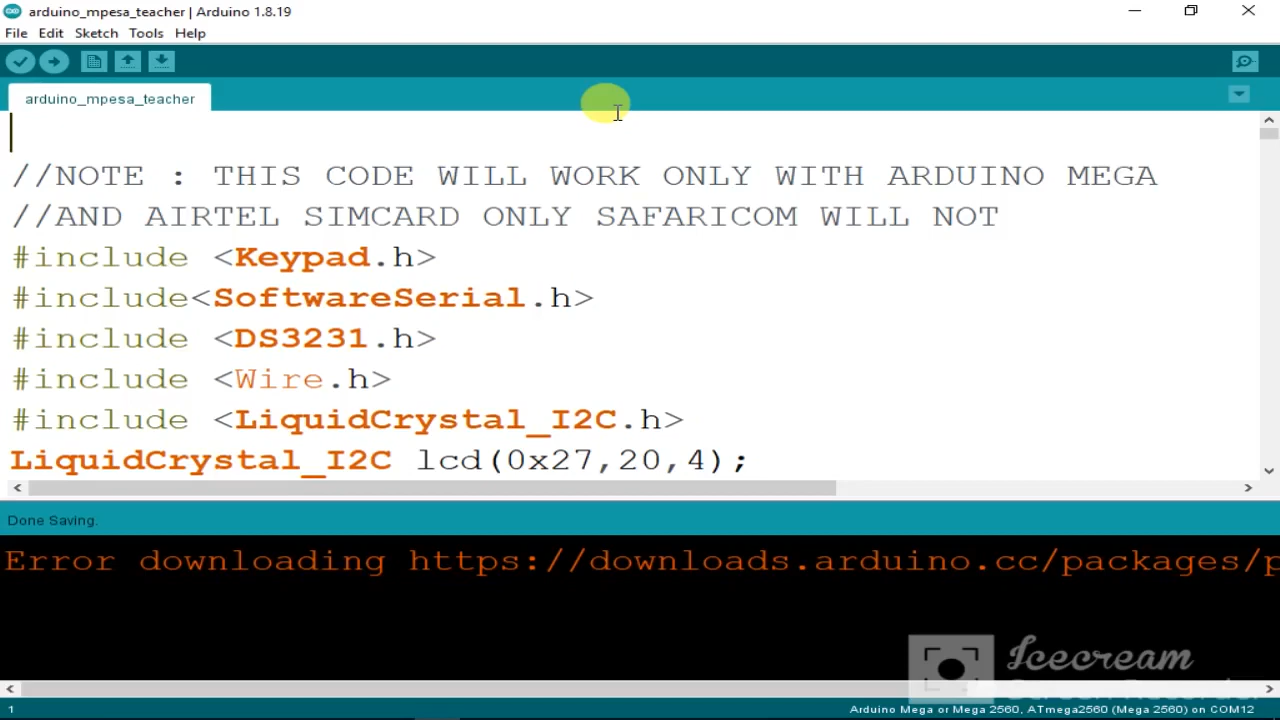 arduino_mpesa_teacher | Arduino 1.8.19
File Edit Sketch Tools Help
arduino_mpesa_teacher
//NOTE : THIS CODE WILL WORK ONLY WITH ARDUINO MEGA
//AND AIRTEL SIMCARD ONLY SAFARICOM WILL NOT
#include <Keypad.h>
#include<SoftwareSerial.h>
#include <DS3231.h>
#include <Wire.h>
#include <LiquidCrystal_I2C.h>
LiquidCrystal_I2C lcd(0x27,20,4);
Done Saving.
Error downloading https://downloads.arduino.cc/packages/p
Icecream
Screen Recorder
1
Arduino Mega or Mega 2560, ATmega2560 (Mega 2560) on COM12